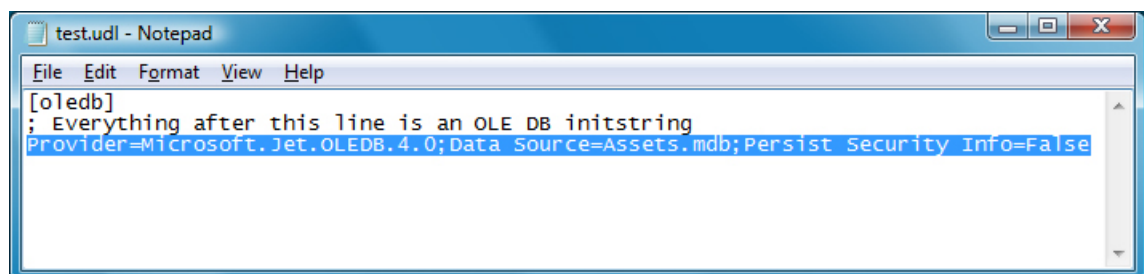 test.udl - Notepad
File Edit Format View Help
[oledb]
; Everything after this line is an OLE DB initstring
Provider=Microsoft.Jet.OLEDB.4.0;Data Source=Assets.mdb;Persist Security Info=False